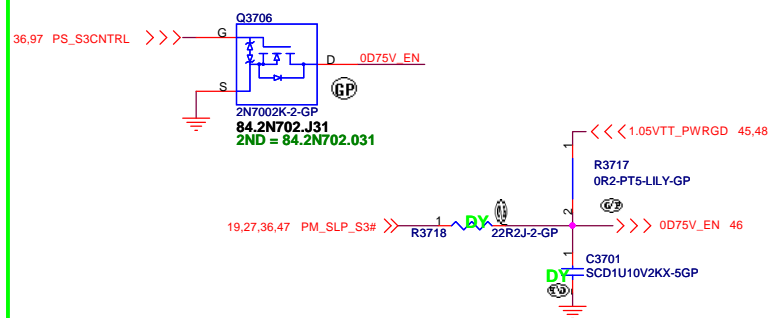 Q3706
36,97 PS_S3CNTRL
G
D
0D75V_EN
S
GP
2N7002K-2-GP
84.2N702.J31
2ND = 84.2N702.031
1.05VTT_PWRGD 45,48
1
R3717
0R2-PT5-LILY-GP
2
19,27,36,47 PM_SLP_S3#
1
DY
R3718
22R2J-2-GP
0D75V_EN 46
1
C3701
SCD1U10V2KX-5GP
DY